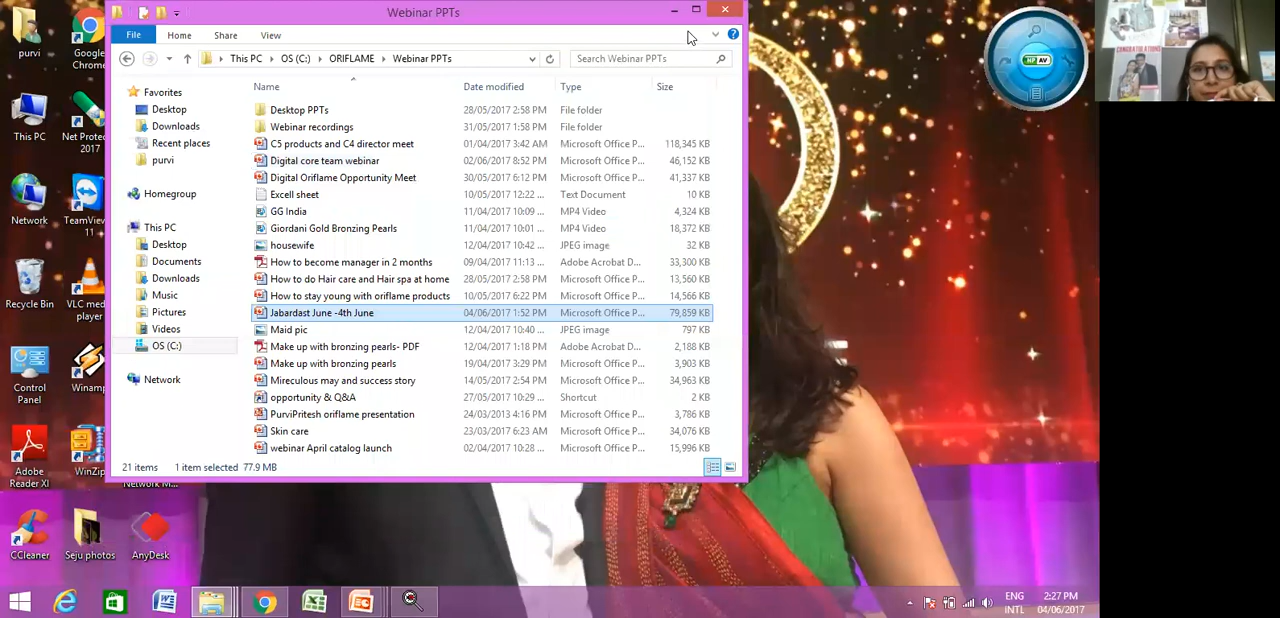 Webinar PPTs
File Home Share View
This PC OS (C:) ORIFLAME Webinar PPTs
Search Webinar PPTs
Name Date modified Type Size
Desktop PPTs 28/05/2017 2:58 PM File folder
Webinar recordings 31/05/2017 1:58 PM File folder
C5 products and C4 director meet 01/04/2017 3:42 AM Microsoft Office P... 118,345 KB
Digital core team webinar 02/06/2017 8:52 PM Microsoft Office P... 46,152 KB
Digital Oriflame Opportunity Meet 30/05/2017 6:12 PM Microsoft Office P... 41,337 KB
Excell sheet 10/05/2017 12:22 ... Text Document 10 KB
GG India 11/04/2017 10:09 ... MP4 Video 4,324 KB
Giordani Gold Bronzing Pearls 11/04/2017 10:01 ... MP4 Video 18,372 KB
housewife 12/04/2017 10:42 ... JPEG image 32 KB
How to become manager in 2 months 09/04/2017 11:13 ... Adobe Acrobat D... 33,300 KB
How to do Hair care and Hair spa at home 28/05/2017 2:58 PM Microsoft Office P... 13,560 KB
How to stay young with oriflame products 10/05/2017 6:22 PM Microsoft Office P... 14,566 KB
Jabardast June -4th June 04/06/2017 1:52 PM Microsoft Office P... 79,859 KB
Maid pic 12/04/2017 10:40 ... JPEG image 797 KB
Make up with bronzing pearls- PDF 12/04/2017 1:18 PM Adobe Acrobat D... 2,188 KB
Make up with bronzing pearls 19/04/2017 3:29 PM Microsoft Office P... 3,903 KB
Mireculous may and success story 14/05/2017 2:54 PM Microsoft Office P... 34,963 KB
opportunity & Q&A 27/05/2017 10:29 ... Shortcut 2 KB
PurviPritesh oriflame presentation 24/03/2013 4:16 PM Microsoft Office P... 3,786 KB
Skin care 23/03/2017 6:23 AM Microsoft Office P... 34,076 KB
webinar April catalog launch 02/04/2017 10:28 ... Microsoft Office P... 15,996 KB
21 items 1 item selected 77.9 MB
Favorites
Desktop
Downloads
Recent places
purvi
Homegroup
This PC
Desktop
Documents
Downloads
Music
Pictures
Videos
OS (C:)
Network
purvi
Google
Chrome
This PC
Net Protec...
2017
Network
TeamView
11
Recycle Bin
VLC med
player
Control
Panel
Winamp
Adobe
Reader XI
WinZip
Network M...
CCleaner
Seju photos
AnyDesk
NP AV
CONGRATULATIONS
ENG
INTL
2:27 PM
04/06/2017